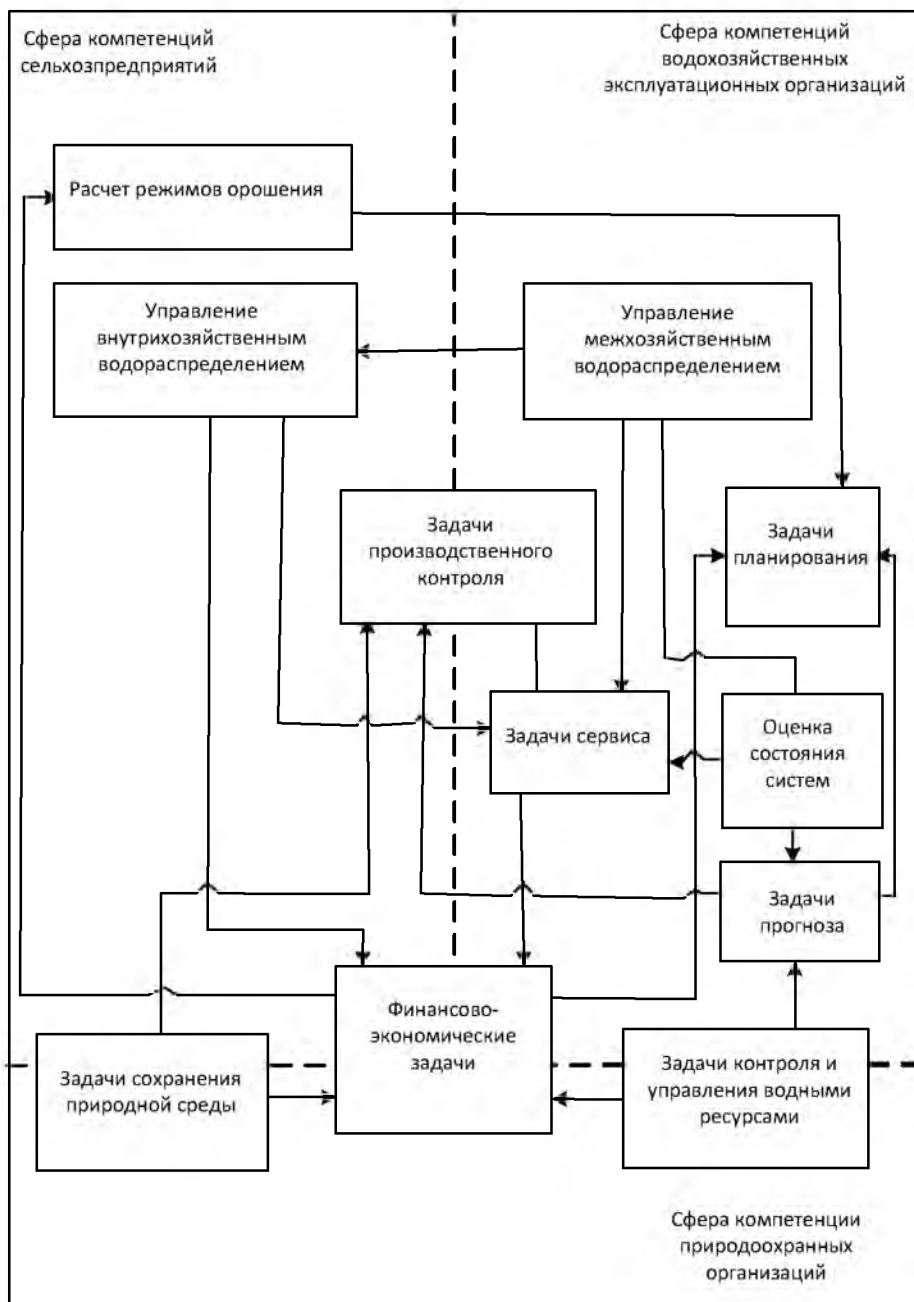 Сфера компетенций
сельхозпредприятий
Сфера компетенций
водохозяйственных
эксплуатационных организаций
Расчет режимов орошения
Управление
внутрихозяйственным
водораспределением
Управление
межхозяйственным
водораспределением
Задачи
производственного
контроля
Задачи
планирования
Задачи сервиса
Оценка
состояния
систем
Задачи
прогноза
Финансово-
экономические
задачи
Задачи сохранения
природной среды
Задачи контроля и
управления водными
ресурсами
Сфера компетенции
природоохранных
организаций